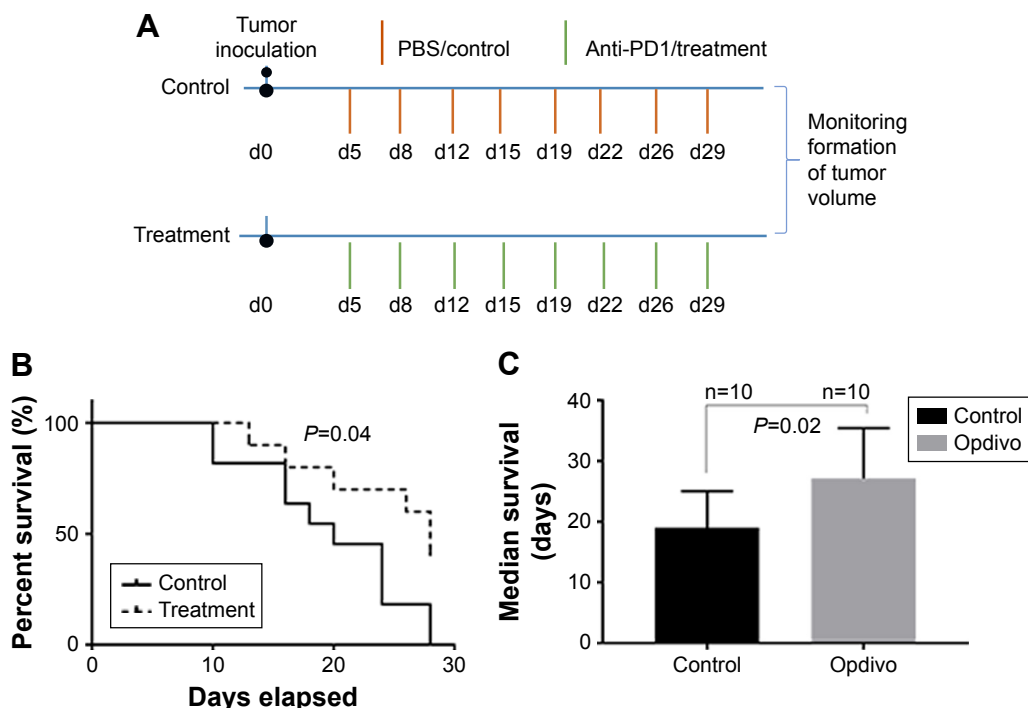 A
Tumor
inoculation
PBS/control
Anti-PD1/treatment
Control
d0 d5 d8 d12 d15 d19 d22 d26 d29
Monitoring
formation
of tumor
volume
Treatment
d0 d5 d8 d12 d15 d19 d22 d26 d29
B
Percent survival (%)
100
50
0
P=0.04
Control
Treatment
0 10 20 30
Days elapsed
C
Median survival
(days)
40
30
20
10
0
n=10 n=10
P=0.02
Control
Opdivo
Control Opdivo